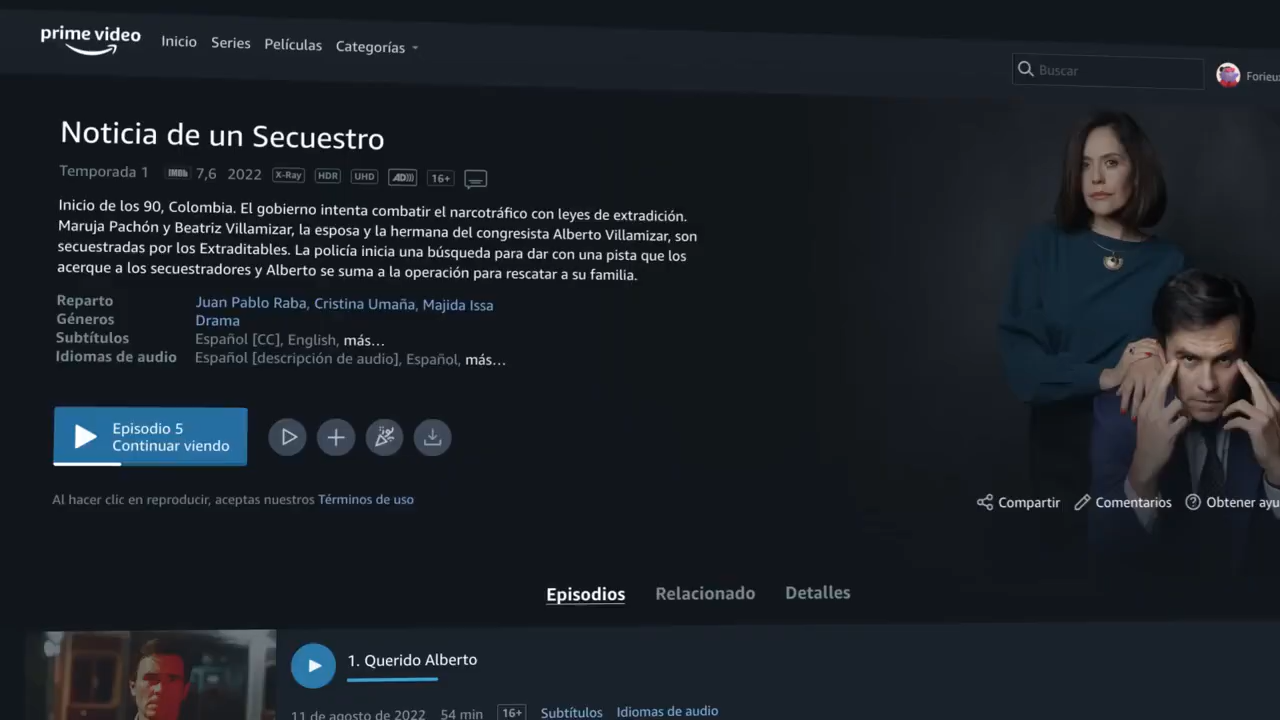 prime video
Inicio Series Películas Categorías
Buscar
Noticia de un Secuestro
Temporada 1 IMDb 7,6 2022 X-Ray HDR UHD AD 16+
Inicio de los 90, Colombia. El gobierno intenta combatir el narcotráfico con leyes de extradición.
Maruja Pachón y Beatriz Villamizar, la esposa y la hermana del congresista Alberto Villamizar, son
secuestradas por los Extraditables. La policía inicia una búsqueda para dar con una pista que los
acerque a los secuestradores y Alberto se suma a la operación para rescatar a su familia.
Reparto Juan Pablo Raba, Cristina Umaña, Majida Issa
Géneros Drama
Subtítulos Español [CC], English, más...
Idiomas de audio Español [descripción de audio], Español, más...
Episodio 5
Continuar viendo
Al hacer clic en reproducir, aceptas nuestros Términos de uso
Compartir Comentarios Obtener ayu
Episodios Relacionado Detalles
1. Querido Alberto
11 de agosto de 2022 54 min 16+ Subtítulos Idiomas de audio